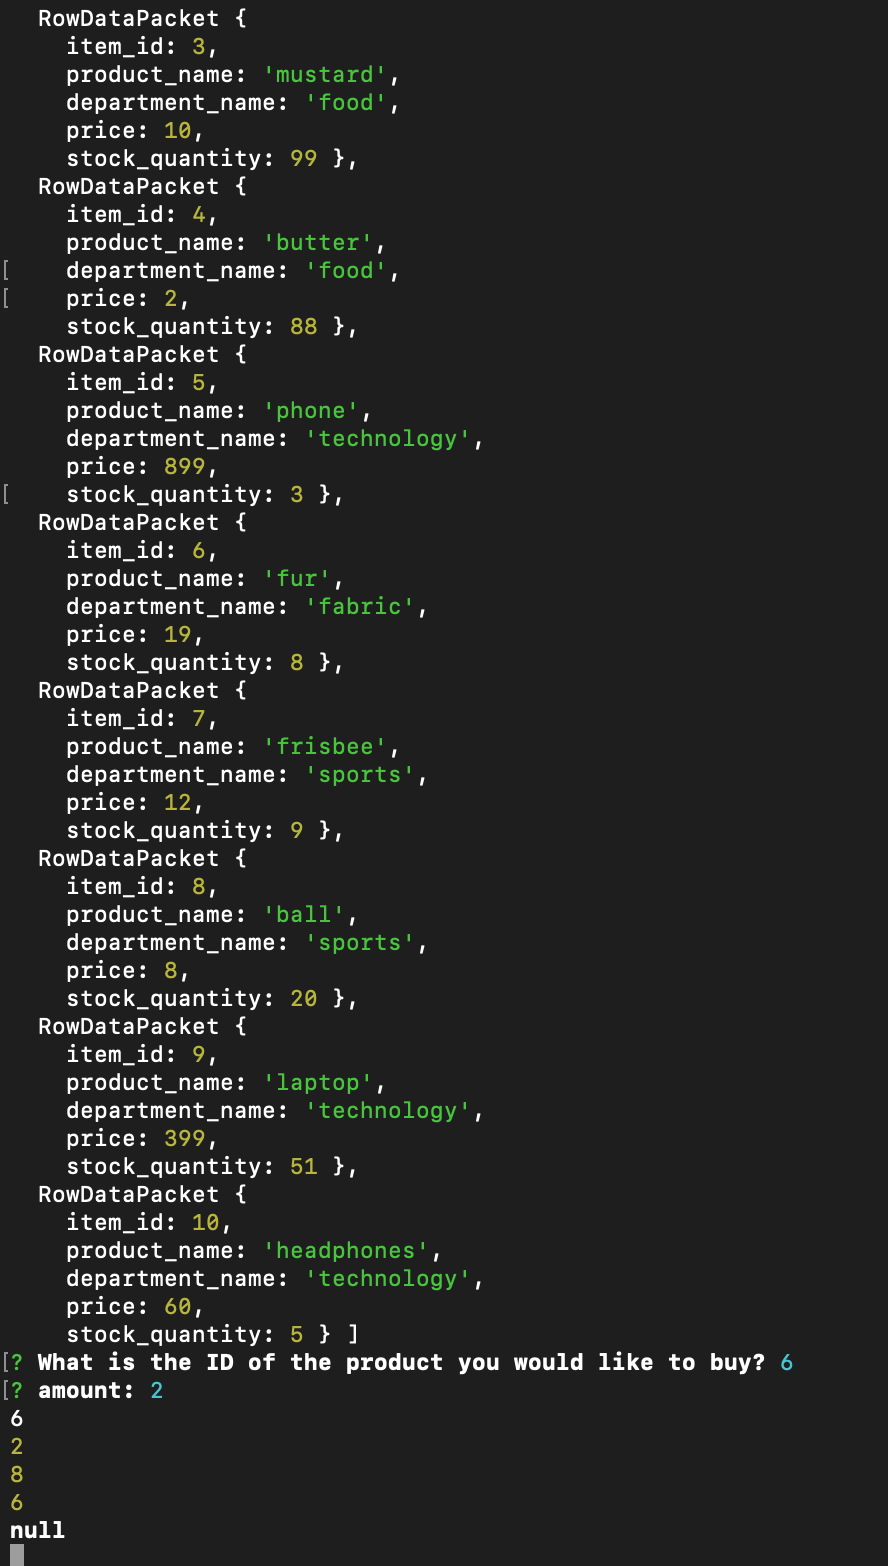 RowDataPacket {
item_id: 3,
product_name: 'mustard',
department_name: 'food',
price: 10,
stock_quantity: 99 },
RowDataPacket {
item_id: 4,
product_name: 'butter',
[ department_name: 'food',
[ price: 2,
stock_quantity: 88 },
RowDataPacket {
item_id: 5,
product_name: 'phone',
department_name: 'technology',
price: 899,
[ stock_quantity: 3 },
RowDataPacket {
item_id: 6,
product_name: 'fur',
department_name: 'fabric',
price: 19,
stock_quantity: 8 },
RowDataPacket {
item_id: 7,
product_name: 'frisbee',
department_name: 'sports',
price: 12,
stock_quantity: 9 },
RowDataPacket {
item_id: 8,
product_name: 'ball',
department_name: 'sports',
price: 8,
stock_quantity: 20 },
RowDataPacket {
item_id: 9,
product_name: 'laptop',
department_name: 'technology',
price: 399,
stock_quantity: 51 },
RowDataPacket {
item_id: 10,
product_name: 'headphones',
department_name: 'technology',
price: 60,
stock_quantity: 5 } ]
[? What is the ID of the product you would like to buy? 6
[? amount: 2
6
2
8
6
null